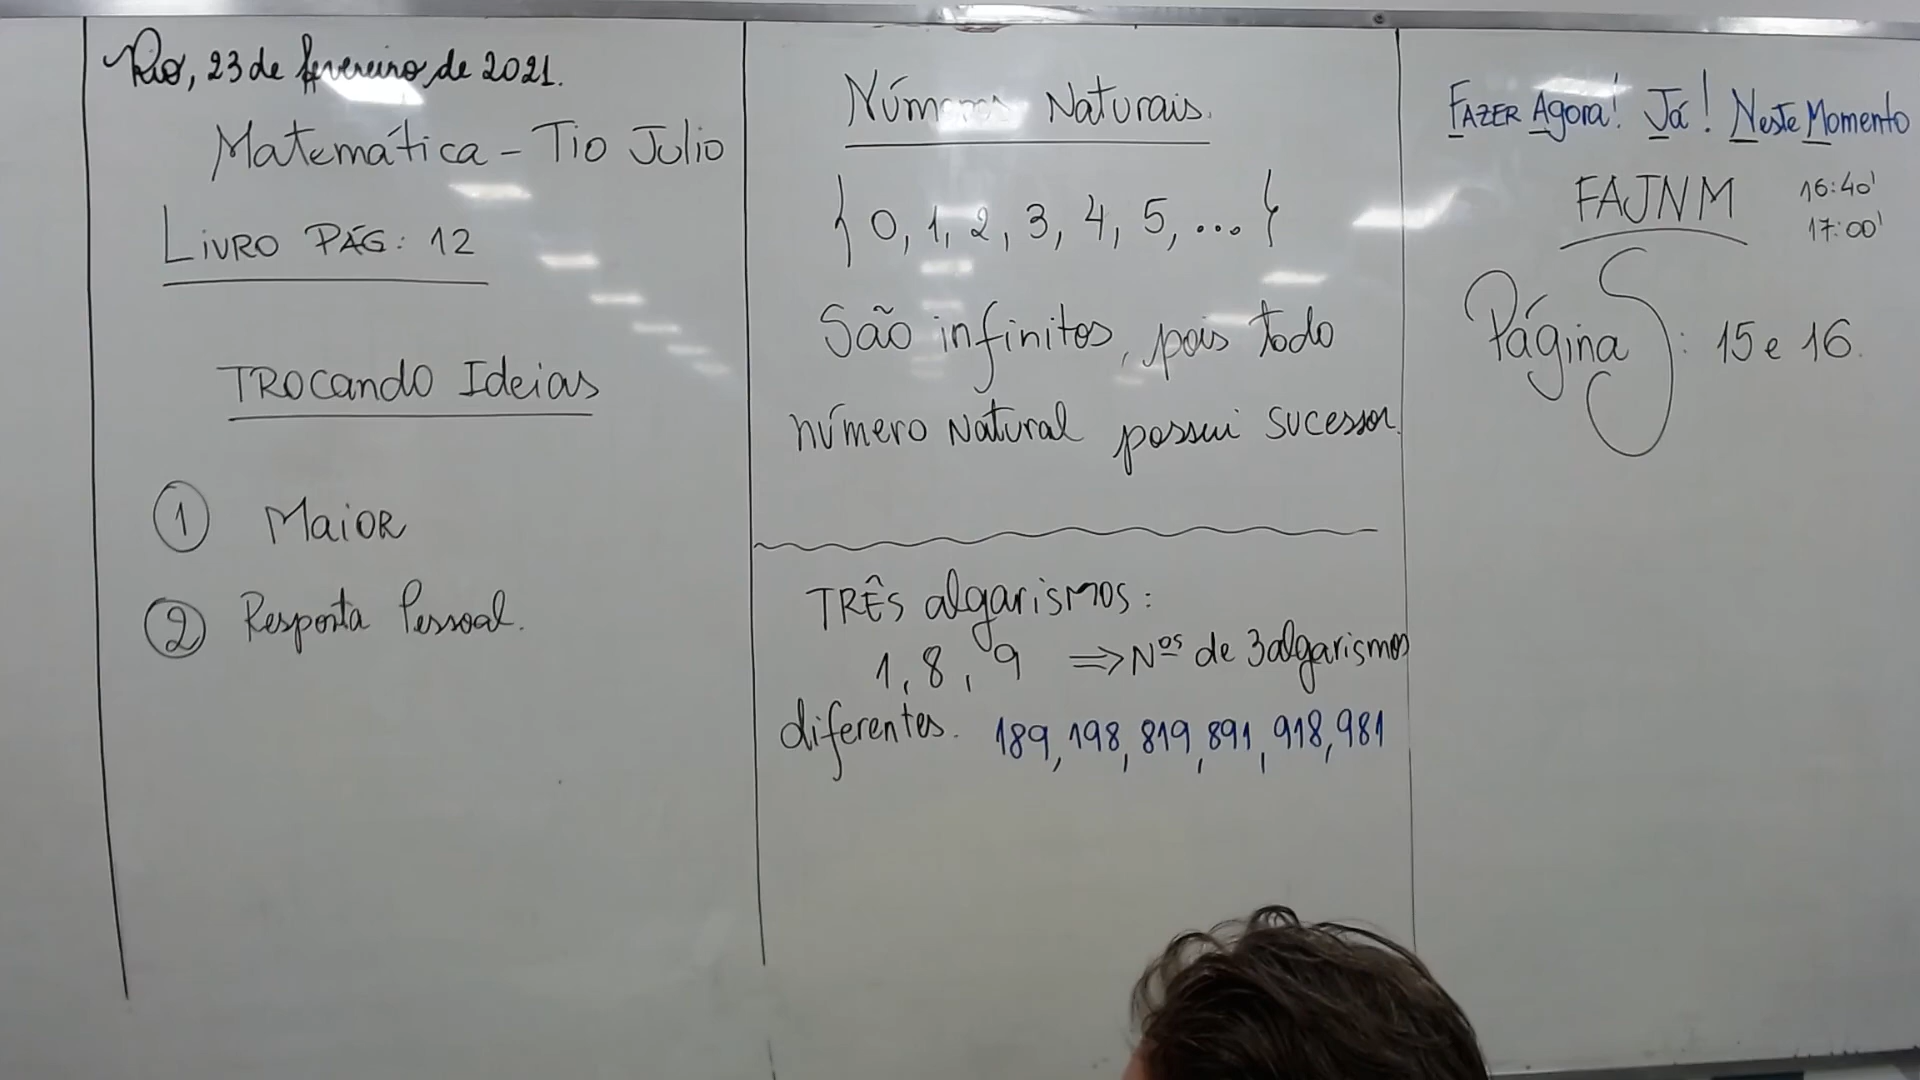 Rio, 23 de fevereiro de 2021.
Matemática - Tio Julio
Livro Pág: 12
Trocando Ideias
1 Maior
2 Resposta Pessoal.
Números Naturais.
{ 0, 1, 2, 3, 4, 5, ... }
São infinitos, pois todo
número natural possui sucessor.
Três algarismos:
1, 8, 9 ⇒ Nºs de 3 algarismos
diferentes. 189, 198, 819, 891, 918, 981
Fazer Agora! Já! Neste Momento
FAJNM 16:40'
17:00'
Páginas: 15 e 16.